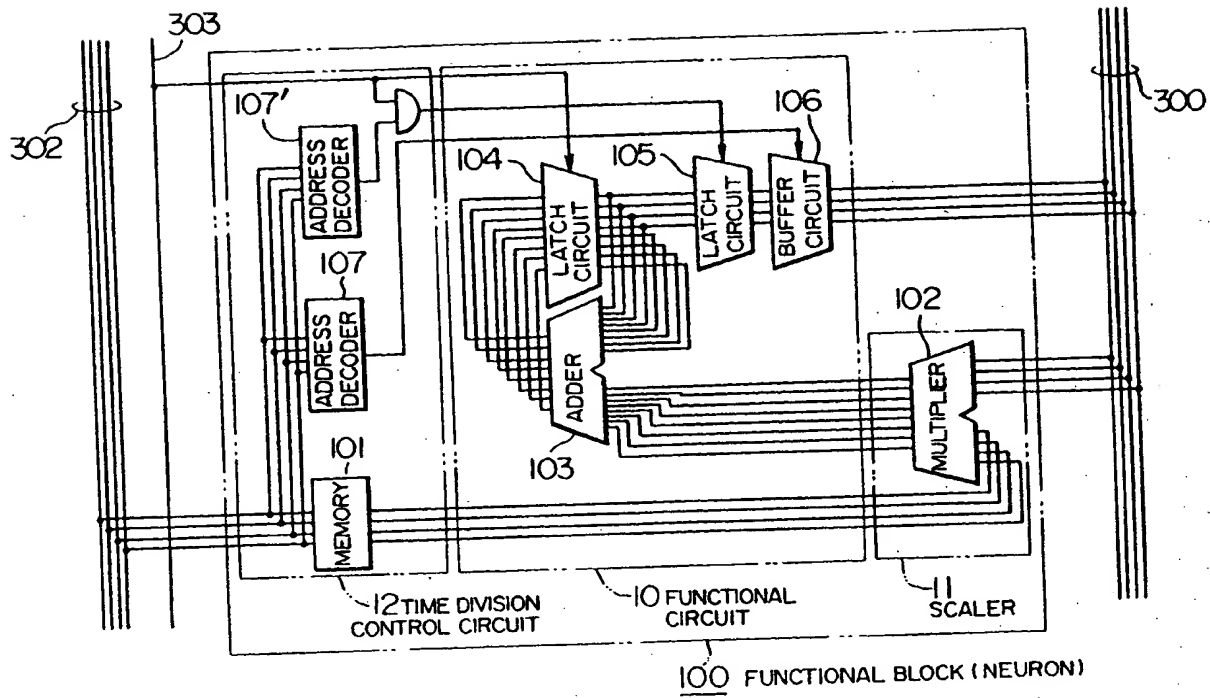 303
302
107'
ADDRESS
DECODER
104
LATCH
CIRCUIT
105
LATCH
CIRCUIT
106
BUFFER
CIRCUIT
300
107
ADDRESS
DECODER
ADDER
103
102
MULTIPLER
101
MEMORY
12 TIME DIVISION
CONTROL CIRCUIT
10 FUNCTIONAL
CIRCUIT
11
SCALER
100 FUNCTIONAL BLOCK (NEURON)